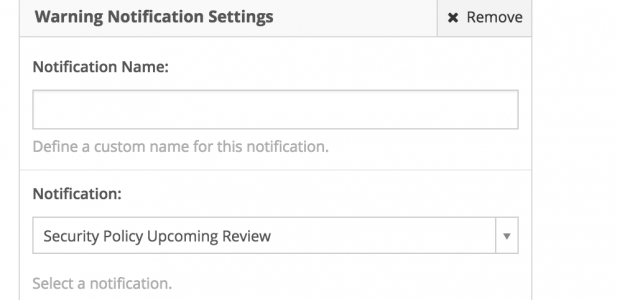 Warning Notification Settings
✖ Remove
Notification Name:
Define a custom name for this notification.
Notification:
Security Policy Upcoming Review
Select a notification.